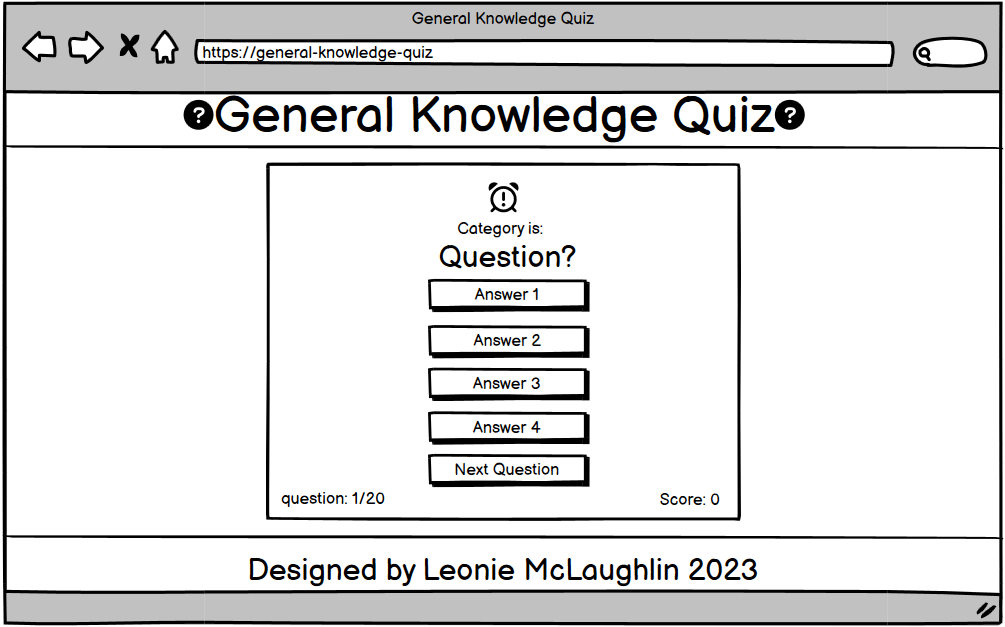 General Knowledge Quiz
https://general-knowledge-quiz
?General Knowledge Quiz?
Category is:
Question?
Answer 1
Answer 2
Answer 3
Answer 4
Next Question
question: 1/20 Score: 0
Designed by Leonie McLaughlin 2023